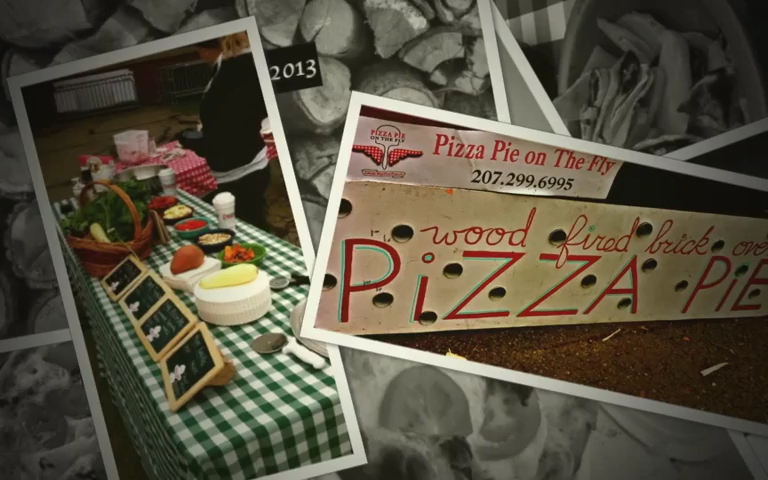 2013
PIZZA PIE
ON THE FLY
Pizza Pie on The Fly
207.299.6995
wood fired brick ove
PiZZA PiE